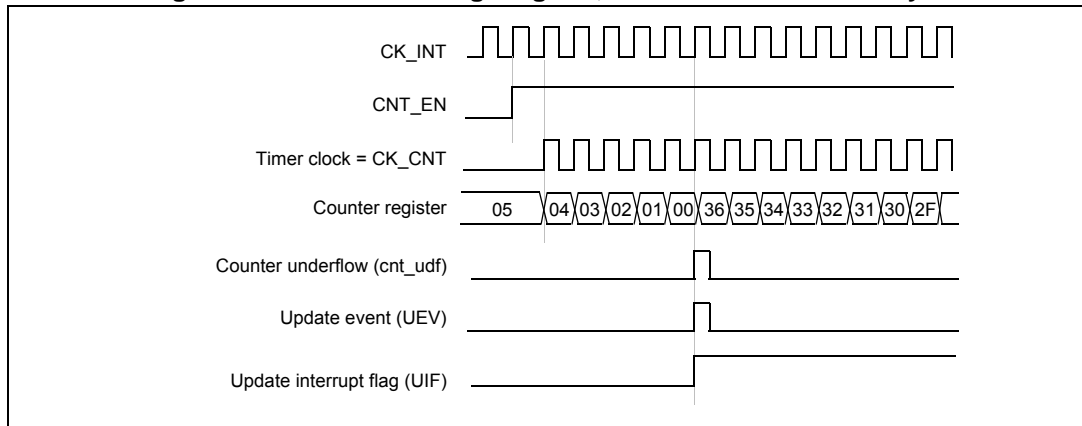 CK_INT
CNT_EN
Timer clock = CK_CNT
Counter register 05 04 03 02 01 00 36 35 34 33 32 31 30 2F
Counter underflow (cnt_udf)
Update event (UEV)
Update interrupt flag (UIF)